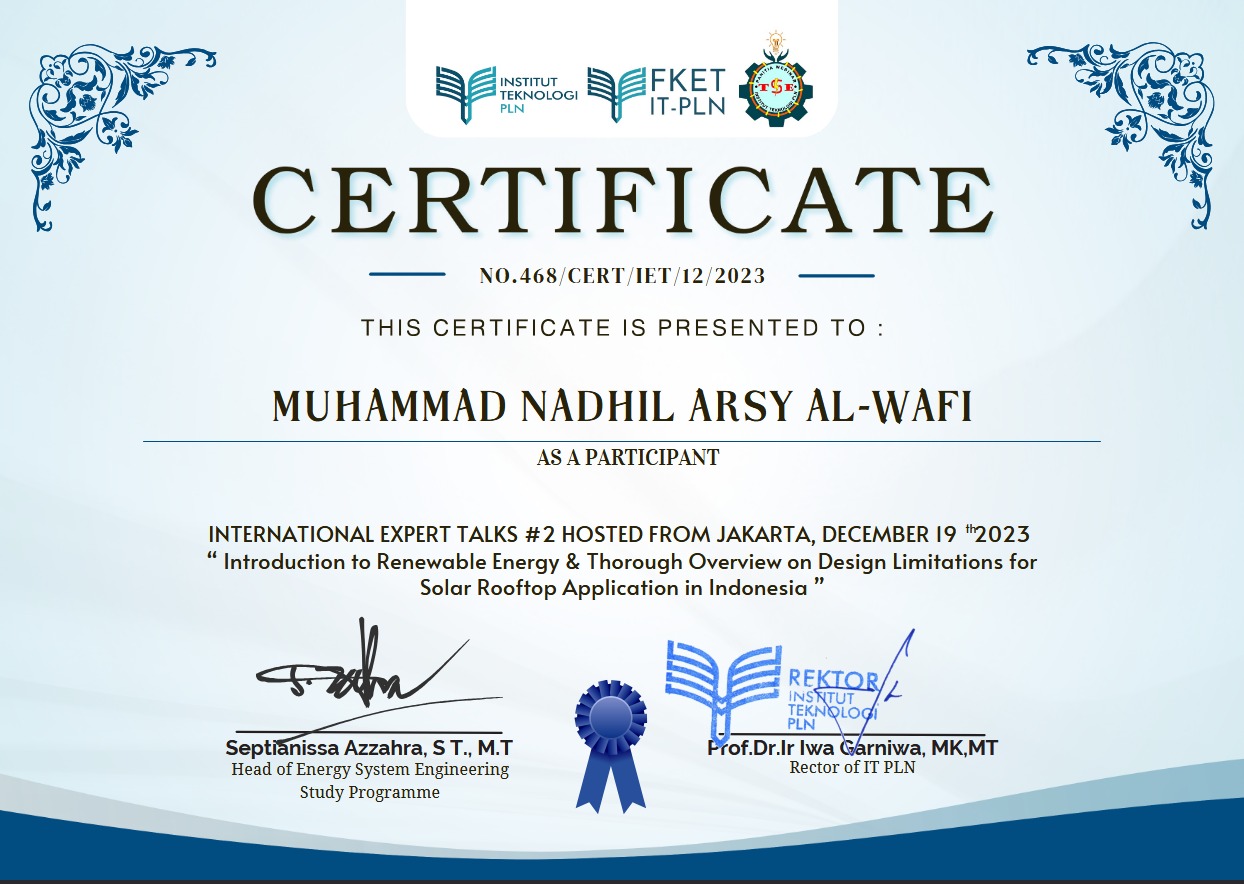 INSTITUT
TEKNOLOGI
PLN
FKET
IT-PLN
TSE
CERTIFICATE
NO.468/CERT/IET/12/2023
THIS CERTIFICATE IS PRESENTED TO :
MUHAMMAD NADHIL ARSY AL-WAFI
AS A PARTICIPANT
INTERNATIONAL EXPERT TALKS #2 HOSTED FROM JAKARTA, DECEMBER 19 th2023
“ Introduction to Renewable Energy & Thorough Overview on Design Limitations for
Solar Rooftop Application in Indonesia ”
REKTOR
INSTITUT
TEKNOLOGI
PLN
Septianissa Azzahra, S T., M.T
Head of Energy System Engineering
Study Programme
Prof.Dr.Ir Iwa Garniwa, MK,MT
Rector of IT PLN